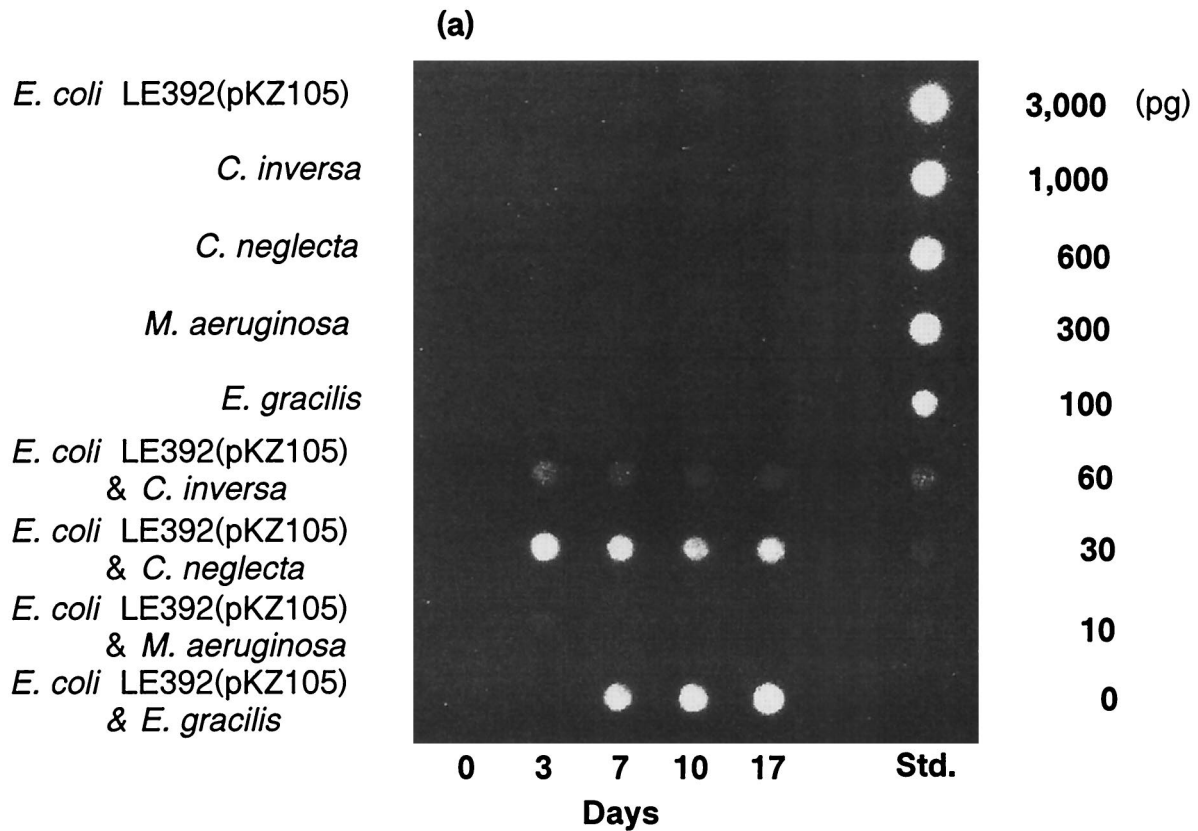 (a)
E. coli LE392(pKZ105) 3,000 (pg)
C. inversa 1,000
C. neglecta 600
M. aeruginosa 300
E. gracilis 100
E. coli LE392(pKZ105)
& C. inversa 60
E. coli LE392(pKZ105)
& C. neglecta 30
E. coli LE392(pKZ105)
& M. aeruginosa 10
E. coli LE392(pKZ105)
& E. gracilis 0
0 3 7 10 17 Std.
Days